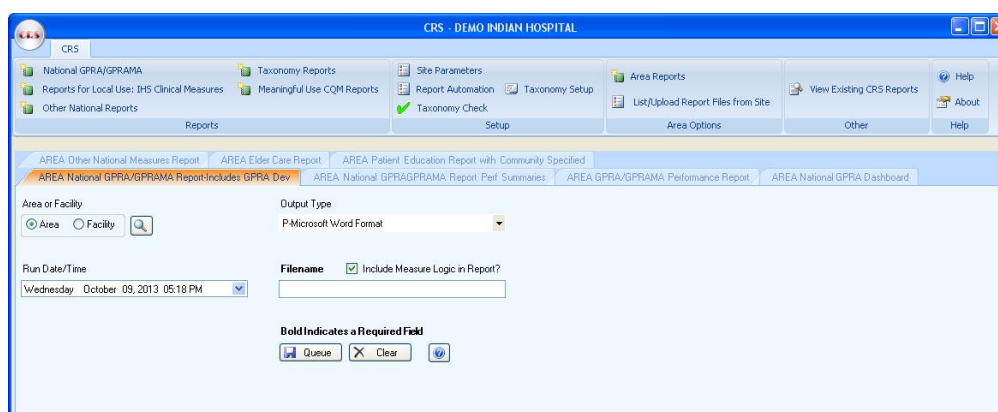 CRS - DEMO INDIAN HOSPITAL
CRS
CRS
National GPRA/GPRAMA
Reports for Local Use: IHS Clinical Measures
Other National Reports
Taxonomy Reports
Meaningful Use CQM Reports
Reports
Site Parameters
Report Automation
Taxonomy Setup
Taxonomy Check
Setup
Area Reports
List/Upload Report Files from Site
Area Options
View Existing CRS Reports
Other
Help
About
Help
AREA Other National Measures Report
AREA Elder Care Report
AREA Patient Education Report with Community Specified
AREA National GPRA/GPRAMA Report-Includes GPRA Dev
AREA National GPRAGPRAMA Report Perf Summaries
AREA GPRA/GPRAMA Performance Report
AREA National GPRA Dashboard
Area or Facility
Area
Facility
Output Type
P-Microsoft Word Format
Run Date/Time
Wednesday October 09, 2013 05:18 PM
Filename
Include Measure Logic in Report?
Bold Indicates a Required Field
Queue
Clear